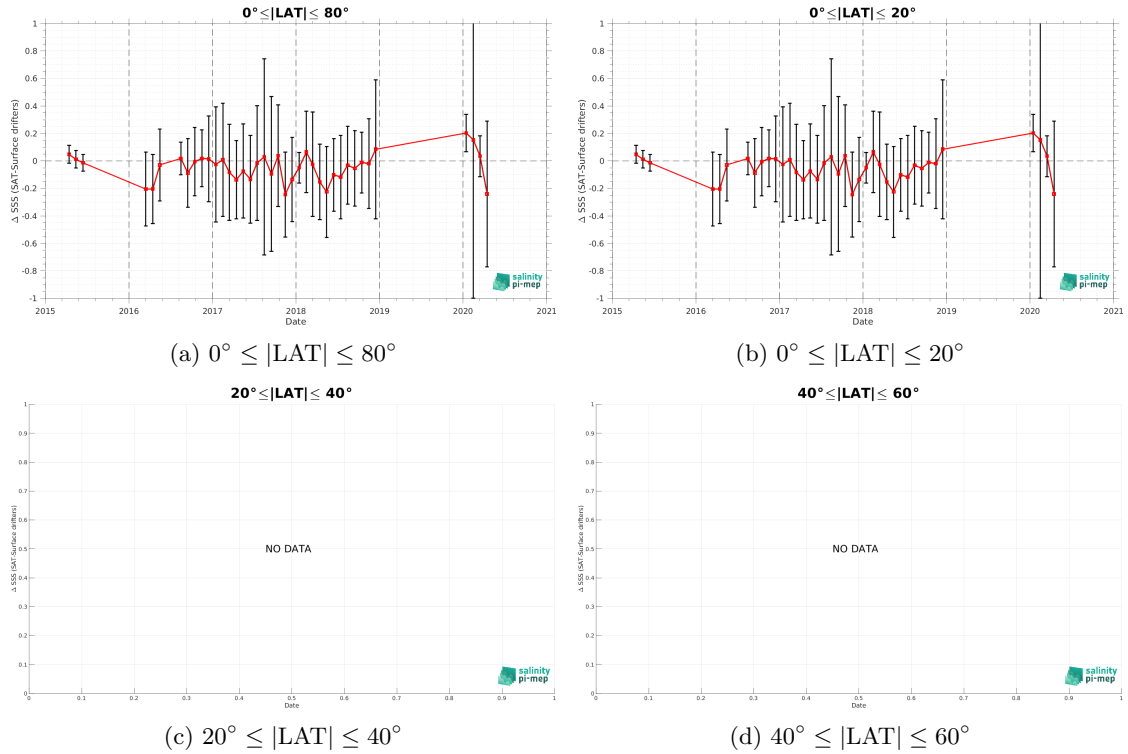 0°≤|LAT|≤ 80°
Δ SSS (SAT-Surface drifters)
1
0.8
0.6
0.4
0.2
0
-0.2
-0.4
-0.6
-0.8
-1
2015 2016 2017 2018 2019 2020 2021
Date
salinity
pi-mep
(a) 0° ≤ |LAT| ≤ 80°
0°≤|LAT|≤ 20°
Δ SSS (SAT-Surface drifters)
1
0.8
0.6
0.4
0.2
0
-0.2
-0.4
-0.6
-0.8
-1
2015 2016 2017 2018 2019 2020 2021
Date
salinity
pi-mep
(b) 0° ≤ |LAT| ≤ 20°
20°≤|LAT|≤ 40°
Δ SSS (SAT-Surface drifters)
1
0.9
0.8
0.7
0.6
0.5
0.4
0.3
0.2
0.1
0
NO DATA
0 0.1 0.2 0.3 0.4 0.5 0.6 0.7 0.8 0.9 1
Date
salinity
pi-mep
(c) 20° ≤ |LAT| ≤ 40°
40°≤|LAT|≤ 60°
Δ SSS (SAT-Surface drifters)
1
0.9
0.8
0.7
0.6
0.5
0.4
0.3
0.2
0.1
0
NO DATA
0 0.1 0.2 0.3 0.4 0.5 0.6 0.7 0.8 0.9 1
Date
salinity
pi-mep
(d) 40° ≤ |LAT| ≤ 60°